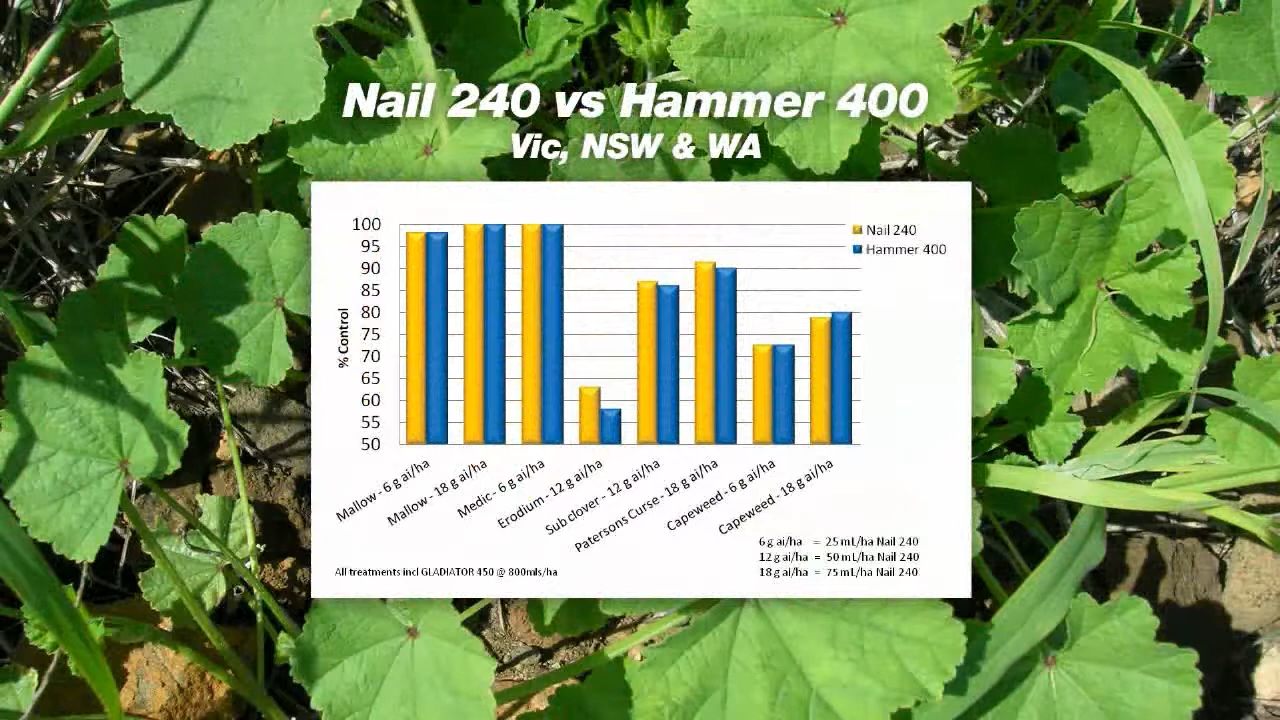 Nail 240 vs Hammer 400
Vic, NSW & WA
100
95
90
85
80
75
70
65
60
55
50
% Control
Nail 240
Hammer 400
Mallow - 6 g ai/ha
Mallow - 18 g ai/ha
Medic - 6 g ai/ha
Erodium - 12 g ai/ha
Sub clover - 12 g ai/ha
Patersons Curse - 18 g ai/ha
Capeweed - 6 g ai/ha
Capeweed - 18 g ai/ha
6 g ai/ha = 25 mL/ha Nail 240
12 g ai/ha = 50 mL/ha Nail 240
18 g ai/ha = 75 mL/ha Nail 240
All treatments incl GLADIATOR 450 @ 800mls/ha